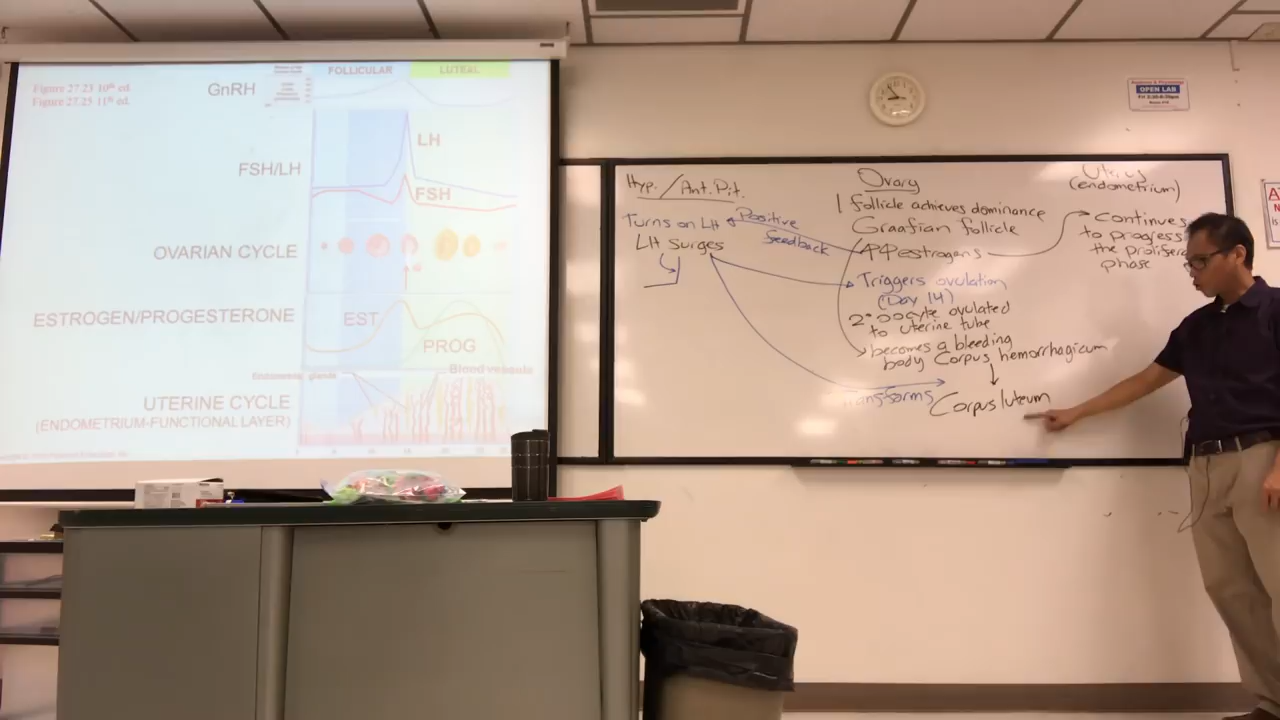 Figure 27.23 10th ed.
Figure 27.25 11th ed.
FOLLICULAR
LUTEAL
GnRH
LH
FSH/LH
FSH
OVARIAN CYCLE
ESTROGEN/PROGESTERONE
EST
PROG
Endometrial glands
Blood vessels
UTERINE CYCLE
(ENDOMETRIUM-FUNCTIONAL LAYER)
OPEN LAB
Hyp./Ant. Pit.
Turns on LH
Positive
feedback
LH Surges
Ovary
1 follicle achieves dominance
Graafian follicle
↑↑estrogens
Triggers ovulation
(Day 14)
2° oocyte ovulated
to uterine tube
becomes a bleeding
body Corpus hemorrhagicum
transforms
Corpus luteum
Uterus
(endometrium)
continues
to progress
the prolifer
phase